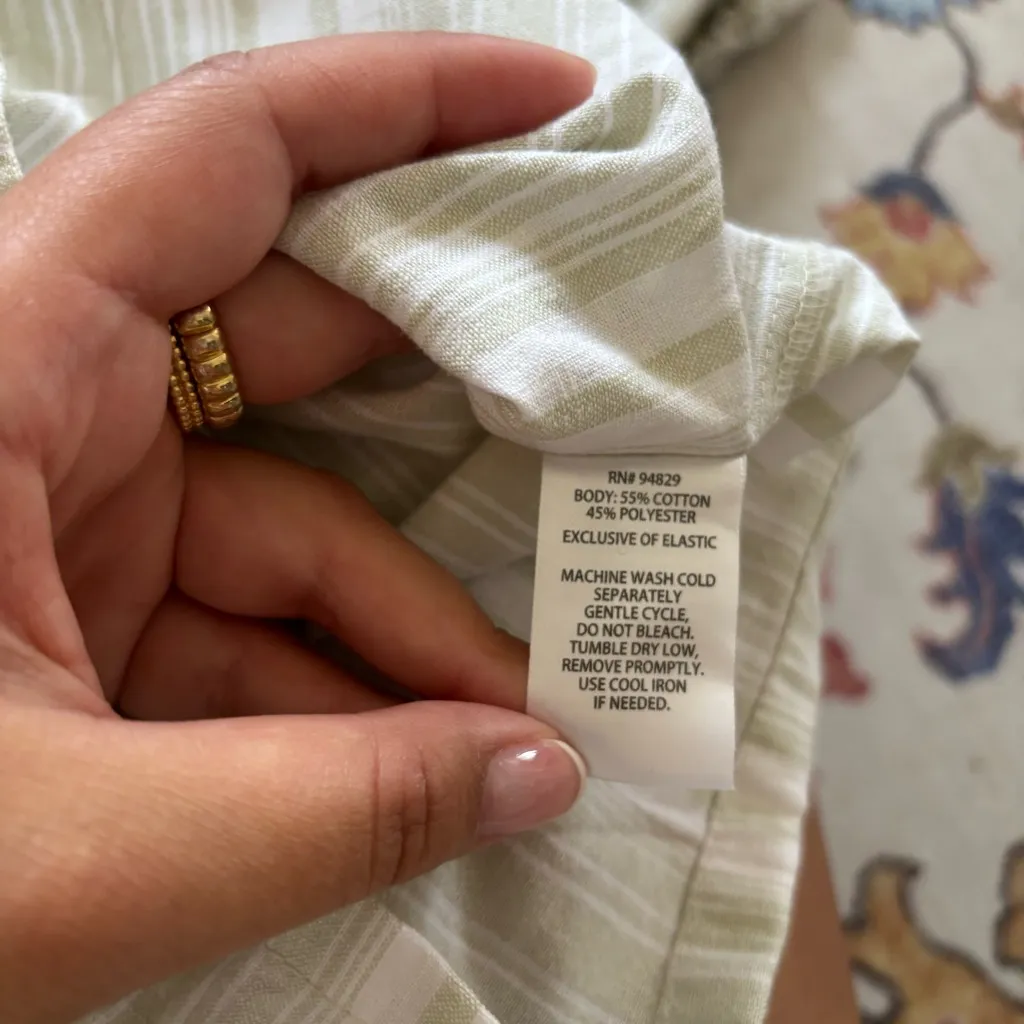 RN# 94829
BODY: 55% COTTON
45% POLYESTER
EXCLUSIVE OF ELASTIC
MACHINE WASH COLD
SEPARATELY
GENTLE CYCLE,
DO NOT BLEACH.
TUMBLE DRY LOW,
REMOVE PROMPTLY.
USE COOL IRON
IF NEEDED.